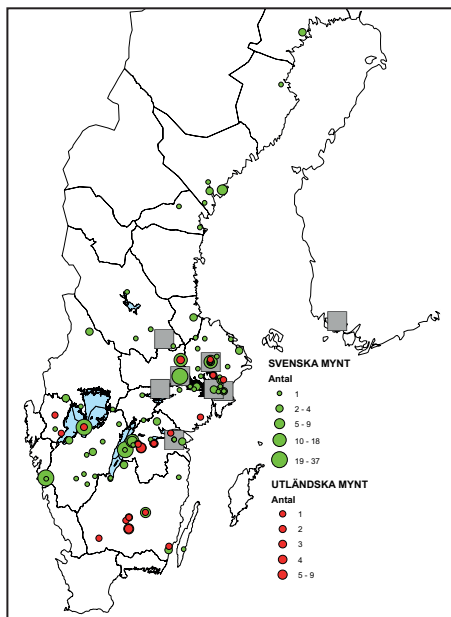 SVENSKA MYNT
Antal
1
2 - 4
5 - 9
10 - 18
19 - 37
UTLÄNDSKA MYNT
Antal
1
2
3
4
5 - 9